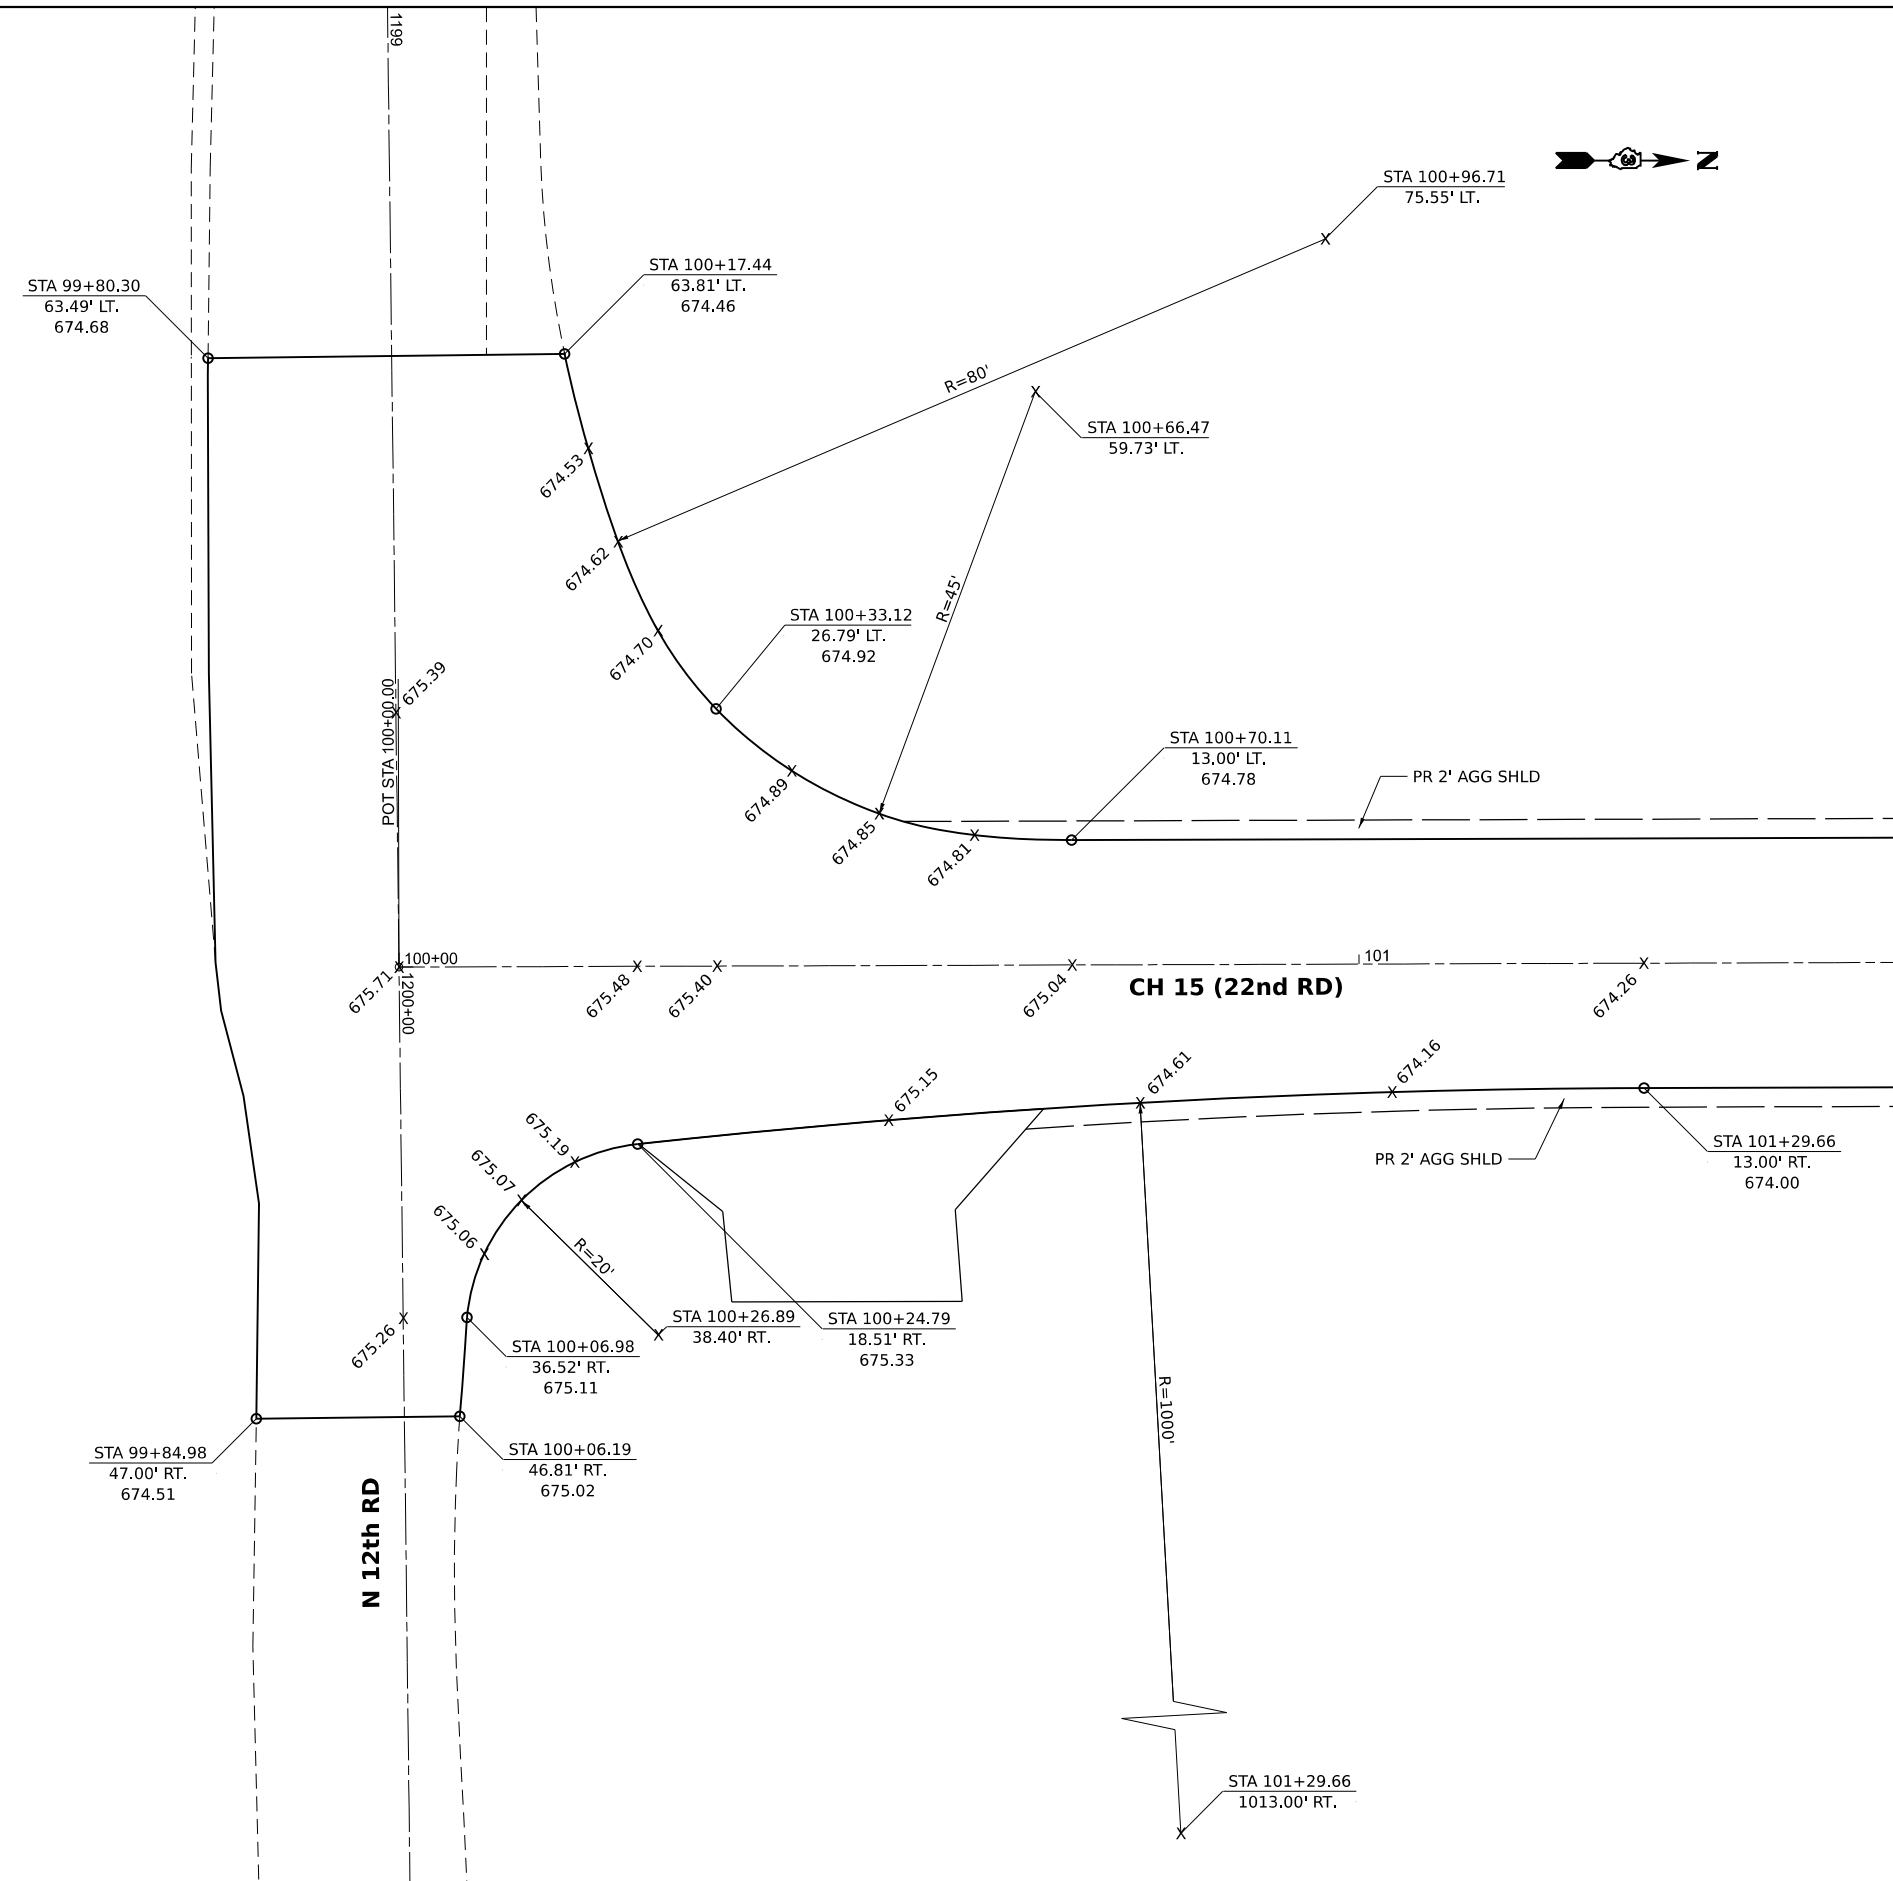 1199
N
STA 100+96.71
75.55' LT.
STA 99+80.30
63.49' LT.
674.68
STA 100+17.44
63.81' LT.
674.46
R=80'
STA 100+66.47
59.73' LT.
674.53
674.62
R=45'
STA 100+33.12
26.79' LT.
674.92
674.70
675.39
POT STA 100+00.00
STA 100+70.11
13.00' LT.
674.78
PR 2' AGG SHLD
674.89
674.85
674.81
100+00
101
675.71
1200+00
675.48
675.40
675.04
CH 15 (22nd RD)
674.26
675.15
674.61
674.16
675.19
675.07
675.06
STA 101+29.66
13.00' RT.
674.00
PR 2' AGG SHLD
R=20'
STA 100+26.89
38.40' RT.
STA 100+24.79
18.51' RT.
675.33
675.26
STA 100+06.98
36.52' RT.
675.11
R=1000'
STA 99+84.98
47.00' RT.
674.51
STA 100+06.19
46.81' RT.
675.02
N 12th RD
STA 101+29.66
1013.00' RT.